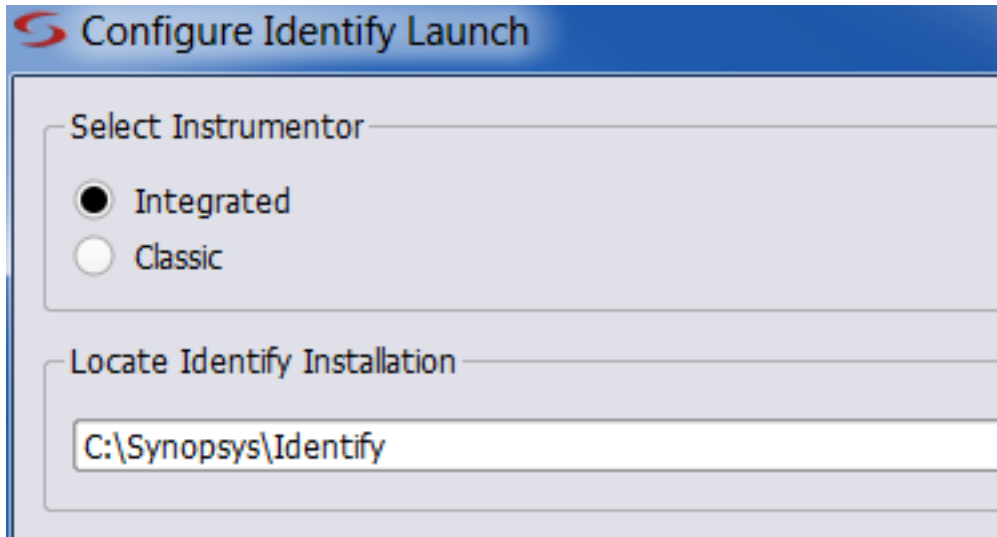 Configure Identify Launch
Select Instrumentor
Integrated
Classic
Locate Identify Installation
C:\Synopsys\Identify